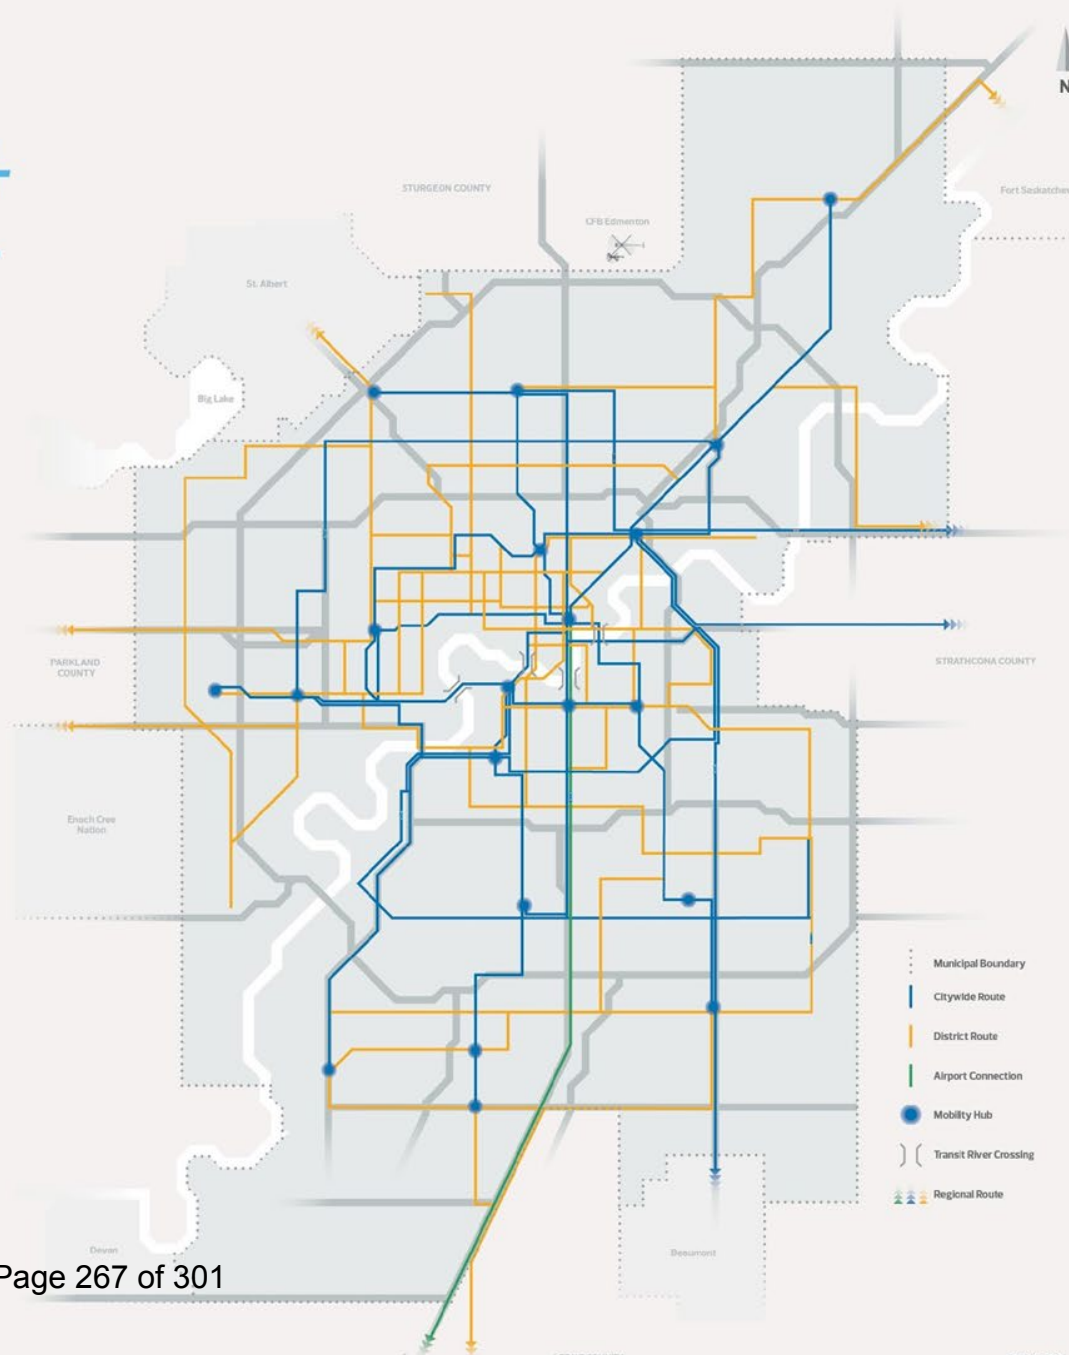 N
STURGEON COUNTY
CFB Edmonton
Fort Saskatchewan
St. Albert
Big Lake
PARKLAND
COUNTY
STRATHCONA COUNTY
Enoch Cree
Nation
Municipal Boundary
Citywide Route
District Route
Airport Connection
Mobility Hub
Transit River Crossing
Regional Route
Devon
Beaumont
Page 267 of 301